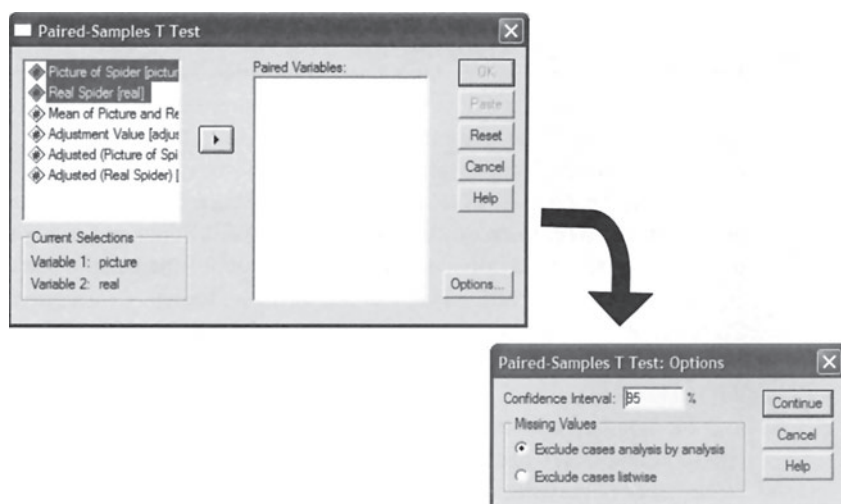 Paired-Samples T Test
Picture of Spider [pictur
Real Spider [real]
Mean of Picture and Re
Adjustment Value [adjus
Adjusted (Picture of Spi
Adjusted (Real Spider) [
Current Selections
Variable 1: picture
Variable 2: real
Paired Variables:
OK
Paste
Reset
Cancel
Help
Options...
Paired-Samples T Test: Options
Confidence Interval: 95 %
Missing Values
Exclude cases analysis by analysis
Exclude cases listwise
Continue
Cancel
Help